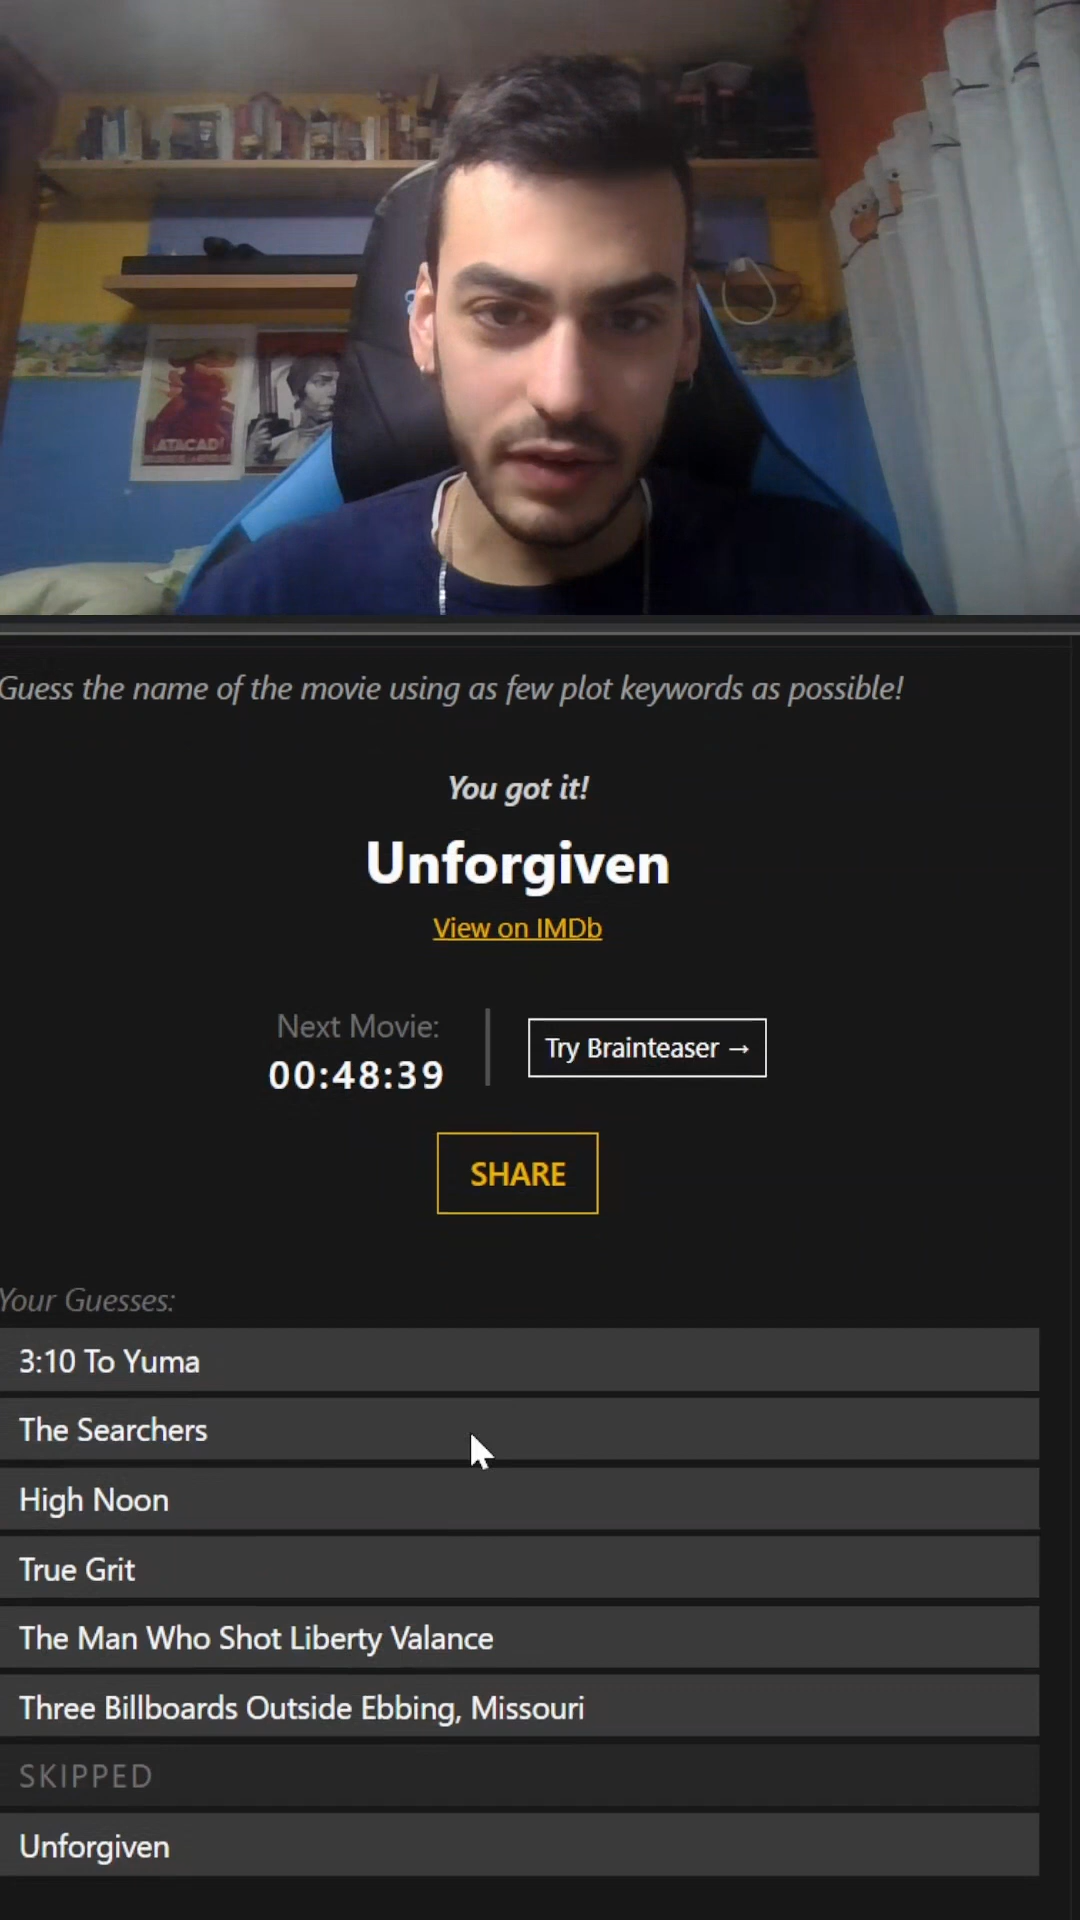 ¡ATACAD!
Guess the name of the movie using as few plot keywords as possible!
You got it!
Unforgiven
View on IMDb
Next Movie:
00:48:39
Try Brainteaser →
SHARE
Your Guesses:
3:10 To Yuma
The Searchers
High Noon
True Grit
The Man Who Shot Liberty Valance
Three Billboards Outside Ebbing, Missouri
SKIPPED
Unforgiven